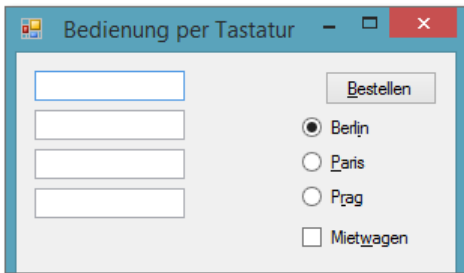 Bedienung per Tastatur
Bestellen
Berlin
Paris
Prag
Mietwagen